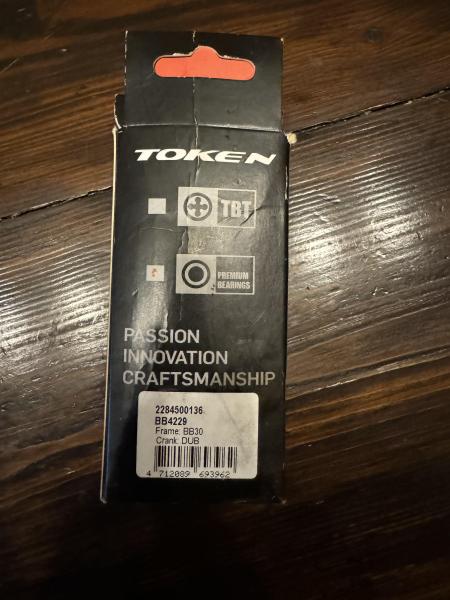 TOKEN
TBT
PREMIUM
BEARINGS
PASSION
INNOVATION
CRAFTSMANSHIP
2284500136
BB4229
Frame: BB30
Crank: DUB
4 712089 693962